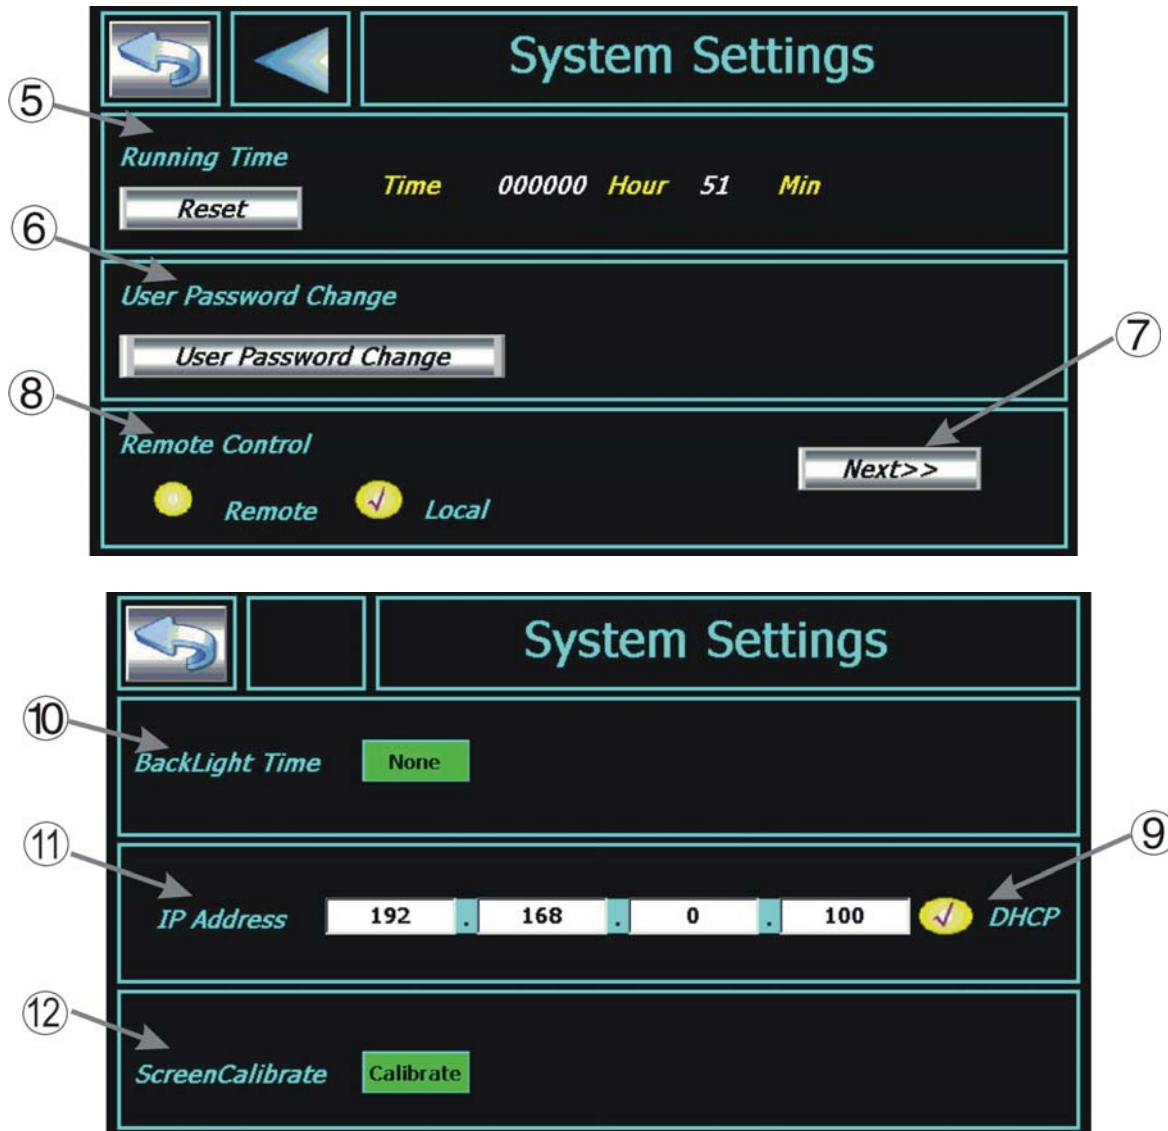 System Settings
⑤
Running Time
Reset
Time 000000 Hour 51 Min
⑥
User Password Change
User Password Change
⑦
⑧
Remote Control
Next>>
Remote Local
System Settings
⑩
BackLight Time None
⑪
⑨
IP Address 192 . 168 . 0 . 100 DHCP
⑫
ScreenCalibrate Calibrate